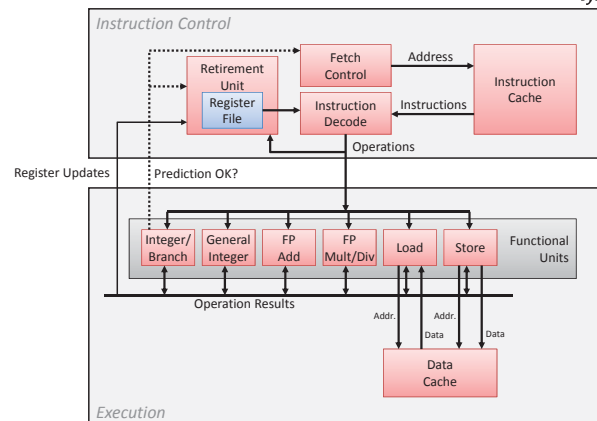 Instruction Control
Retirement
Unit
Register
File
Fetch
Control
Address
Instruction
Cache
Instruction
Decode
Instructions
Operations
Register Updates
Prediction OK?
Integer/
Branch
General
Integer
FP
Add
FP
Mult/Div
Load
Store
Functional
Units
Operation Results
Addr.
Data
Addr.
Data
Data
Cache
Execution